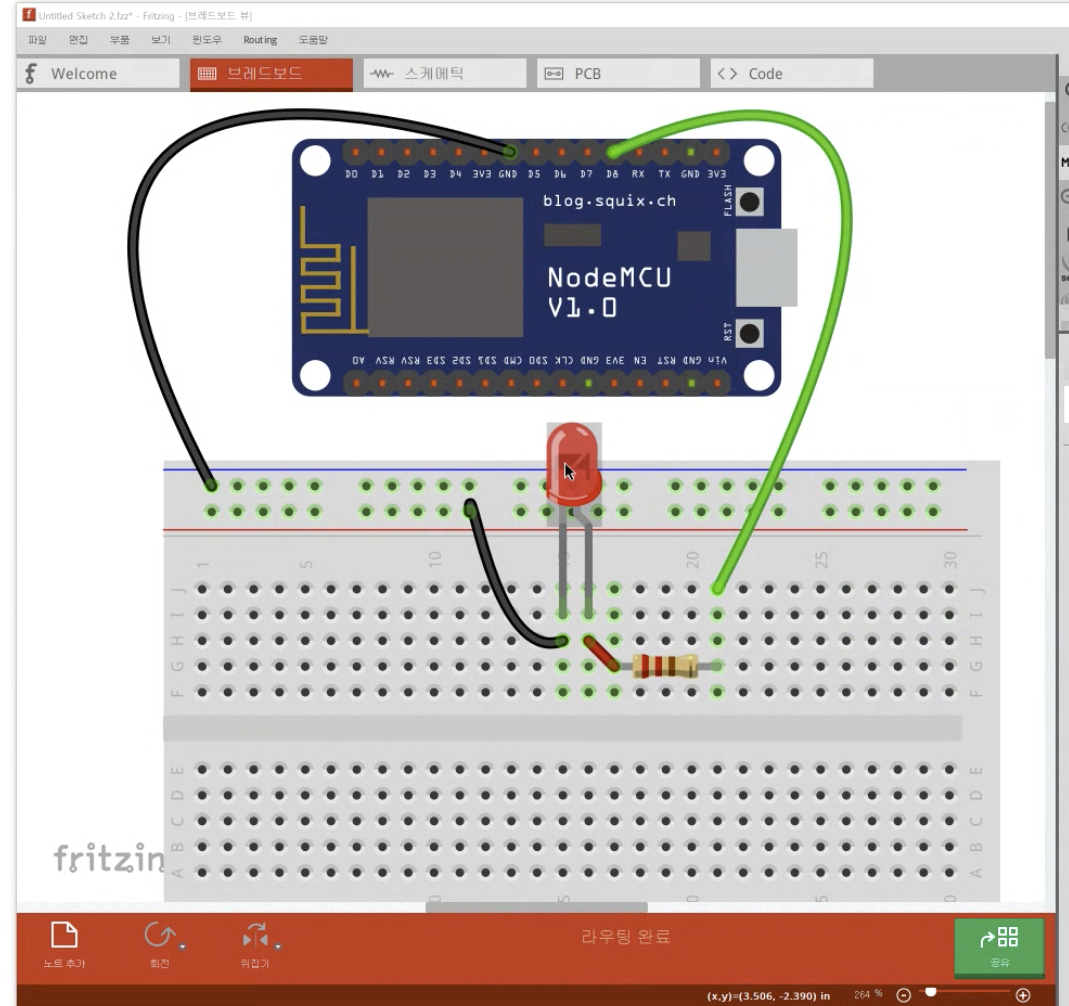 Untitled Sketch 2.fzz* - Fritzing - [브레드보드 뷰]
파일 편집 부품 보기 윈도우 Routing 도움말
Welcome 브레드보드 스케메틱 PCB Code
D0 D1 D2 D3 D4 3V3 GND D5 D6 D7 D8 RX TX GND 3V3
blog.squix.ch
FLASH
NodeMCU
V1.0
RST
A0 RSV RSV SD3 SD2 SD1 CMD SD0 CLK GND 3V3 EN RST GND Vin
1 5 10 15 20 25 30
J J
I I
H H
G G
F F
E E
D D
C C
B B
A A
fritzin
라우팅 완료
노트 추가 회전 뒤집기 공유
(x,y)=(3.506, -2.390) in 264 %